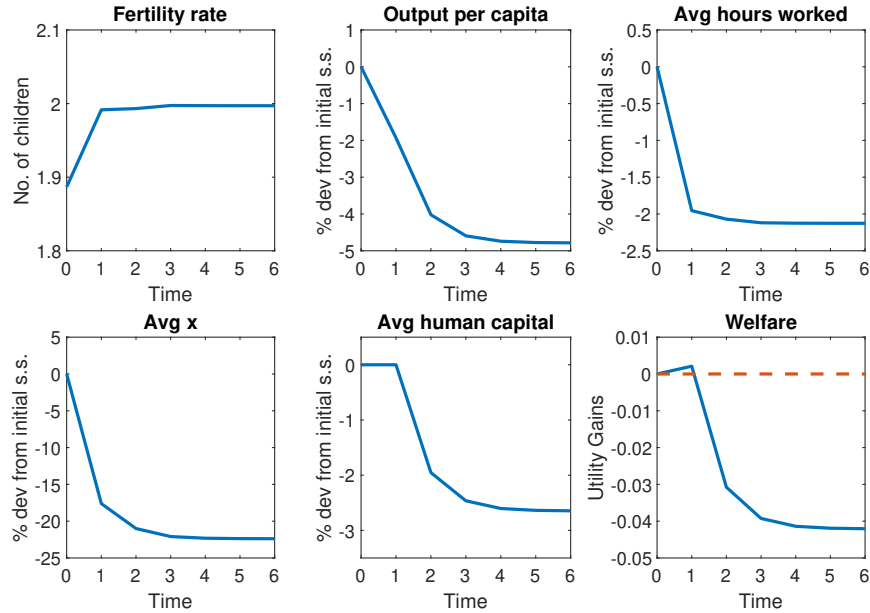 Fertility rate
No. of children
2.1
2
1.9
1.8
0 1 2 3 4 5 6
Time
Output per capita
% dev from initial s.s.
0
-1
-2
-3
-4
-5
0 1 2 3 4 5 6
Time
Avg hours worked
% dev from initial s.s.
0.5
0
-0.5
-1
-1.5
-2
-2.5
0 1 2 3 4 5 6
Time
Avg x
% dev from initial s.s.
5
0
-5
-10
-15
-20
-25
0 1 2 3 4 5 6
Time
Avg human capital
% dev from initial s.s.
0
-1
-2
-3
0 1 2 3 4 5 6
Time
Welfare
Utility Gains
0.01
0
-0.01
-0.02
-0.03
-0.04
-0.05
0 1 2 3 4 5 6
Time